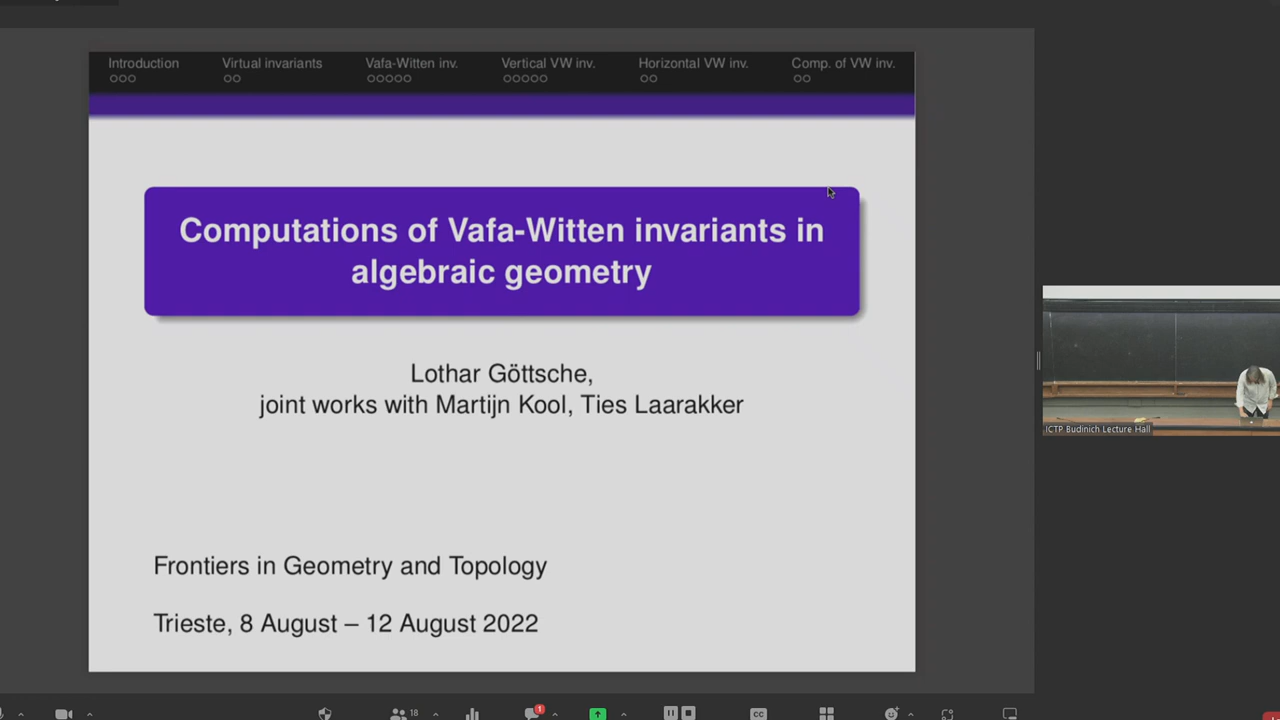 Introduction
Virtual invariants
Vafa-Witten inv.
Vertical VW inv.
Horizontal VW inv.
Comp. of VW inv.
Computations of Vafa-Witten invariants in
algebraic geometry
Lothar Göttsche,
joint works with Martijn Kool, Ties Laarakker
Frontiers in Geometry and Topology
Trieste, 8 August – 12 August 2022
ICTP Budinich Lecture Hall
18
1
CC